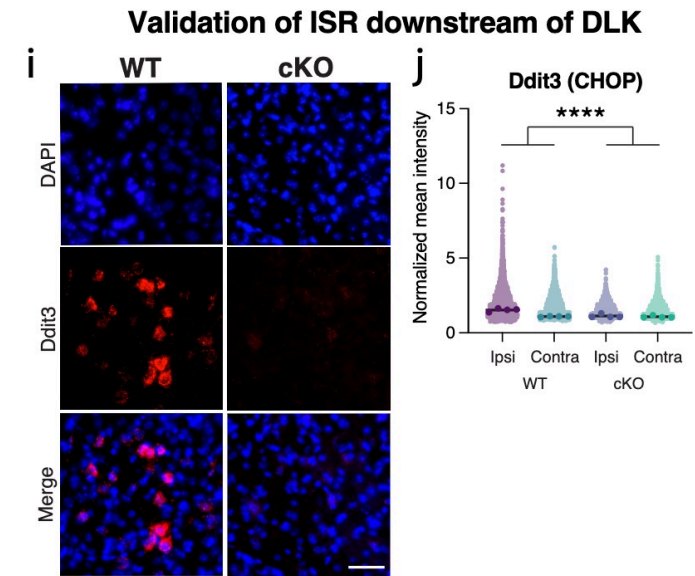 Validation of ISR downstream of DLK
i
WT
cKO
DAPI
Ddit3
Merge
j
Ddit3 (CHOP)
****
Normalized mean intensity
15
10
5
0
Ipsi Contra Ipsi Contra
WT cKO